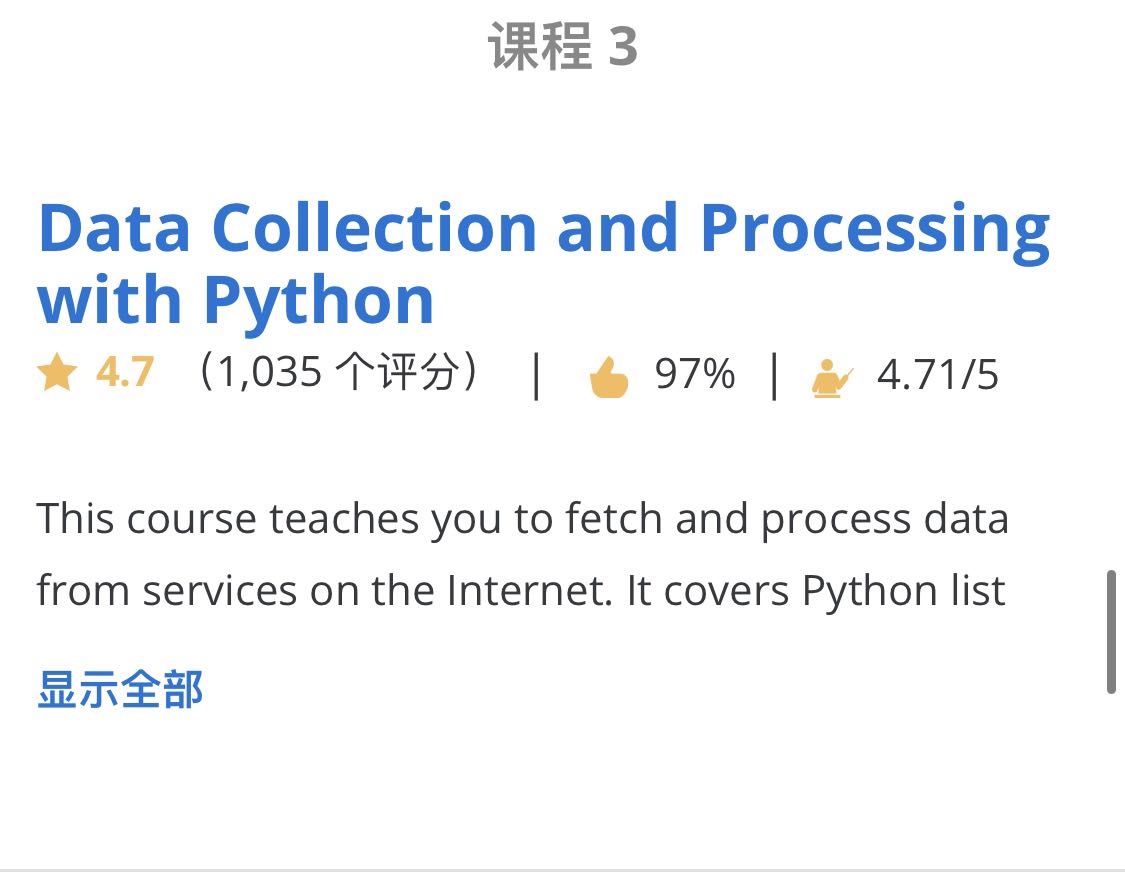 课程 3
Data Collection and Processing
with Python
4.7 （1,035 个评分） | 97% | 4.71/5
This course teaches you to fetch and process data
from services on the Internet. It covers Python list
显示全部